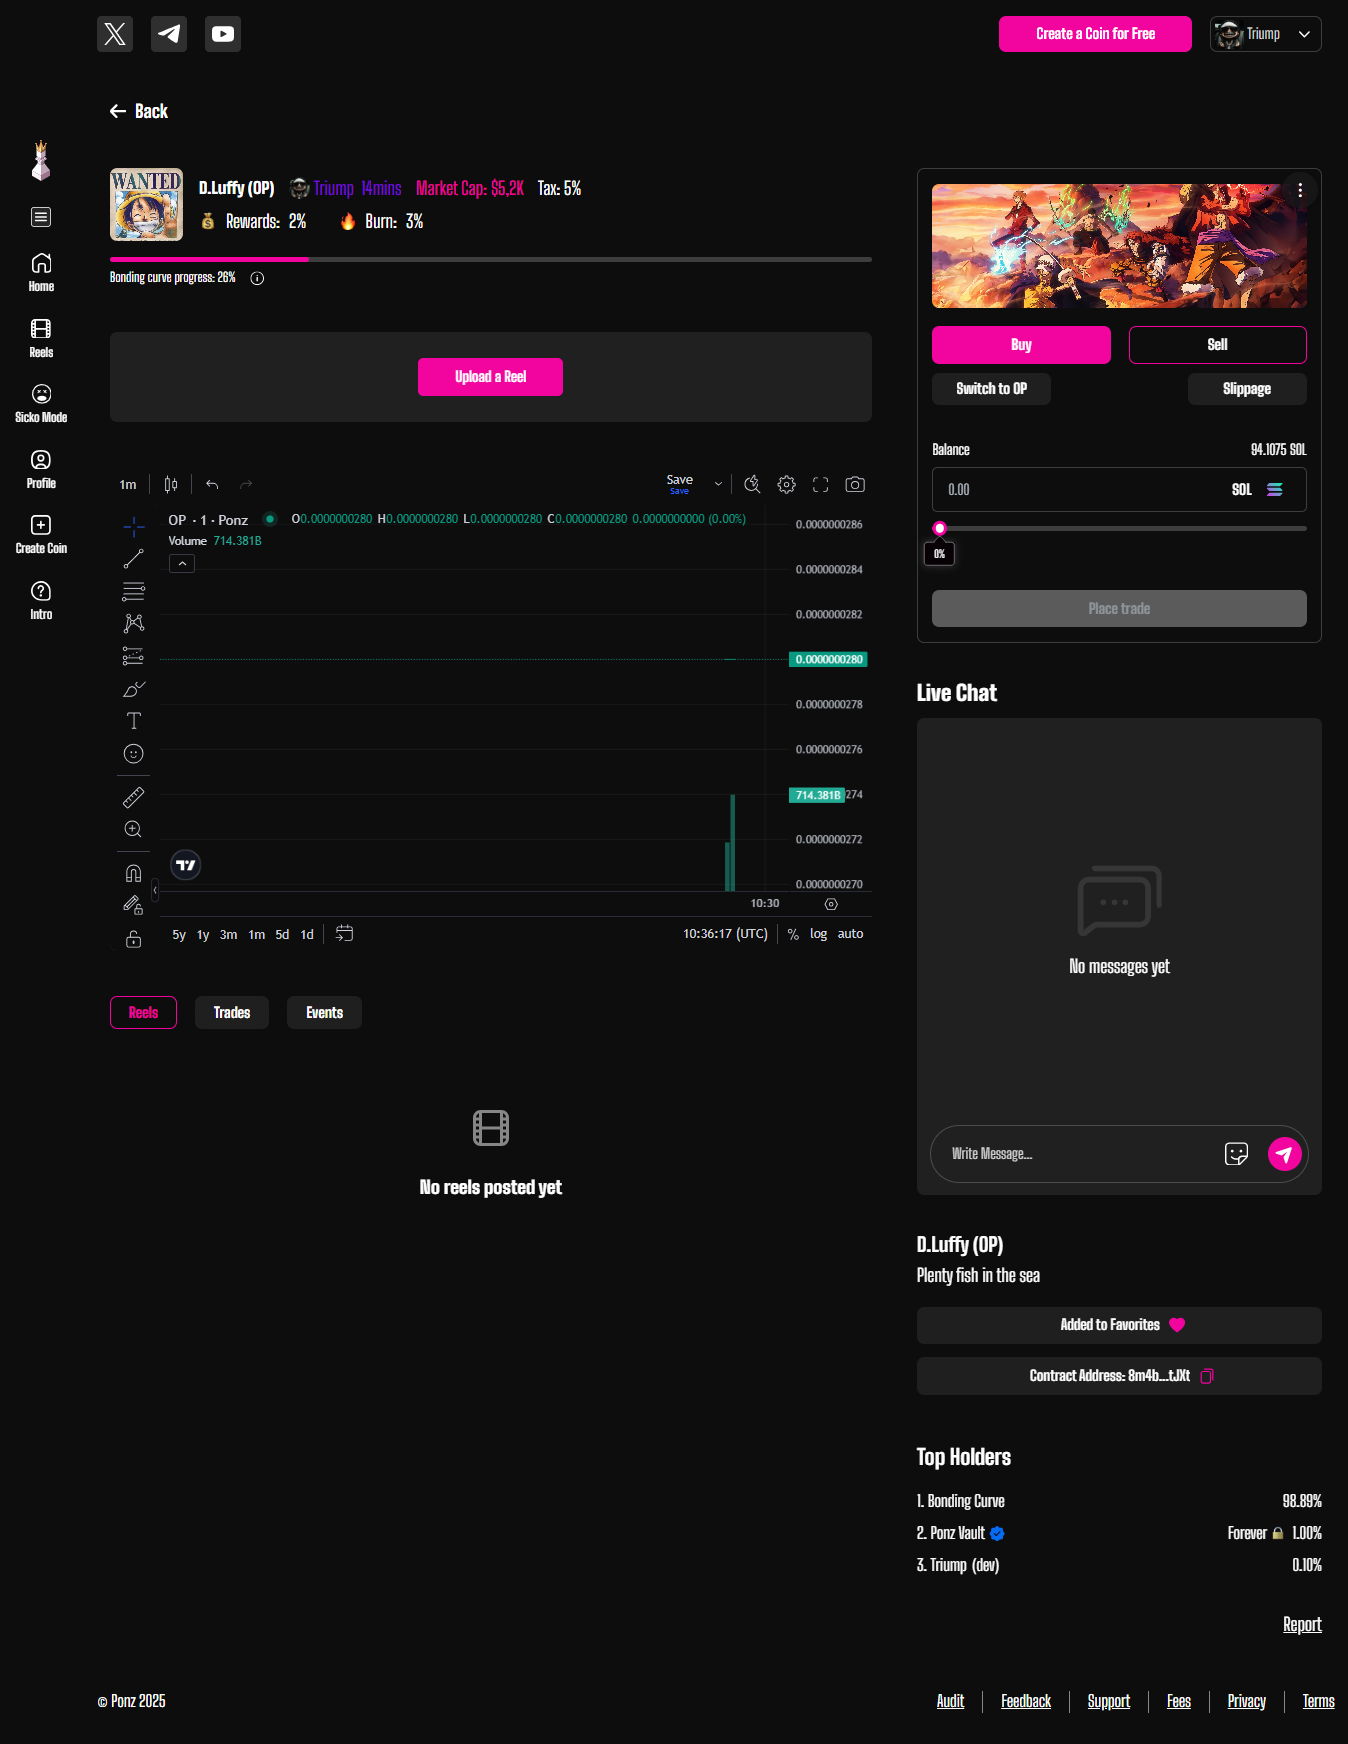 Create a Coin for Free
Triump
Back
WANTED
D.Luffy (OP) Triump 14mins Market Cap: $5.2K Tax: 5%
Rewards: 2% Burn: 3%
Bonding curve progress: 26%
Home
Reels
Sicko Mode
Profile
Create Coin
Intro
Upload a Reel
Buy
Sell
Switch to OP
Slippage
Balance
94.1075 SOL
0.00
SOL
0%
Place trade
1m
Save
Save
OP · 1 · Ponz O0.0000000280 H0.0000000280 L0.0000000280 C0.0000000280 0.0000000000 (0.00%)
Volume 714.381B
0.0000000286
0.0000000284
0.0000000282
0.0000000280
0.0000000278
0.0000000276
714.381B 274
0.0000000272
0.0000000270
10:30
5y 1y 3m 1m 5d 1d
10:36:17 (UTC) % log auto
Reels
Trades
Events
No reels posted yet
Live Chat
No messages yet
Write Message...
D.Luffy (OP)
Plenty fish in the sea
Added to Favorites
Contract Address: 8m4b...tJXt
Top Holders
1. Bonding Curve 98.89%
2. Ponz Vault Forever 1.00%
3. Triump (dev) 0.10%
Report
© Ponz 2025
Audit
Feedback
Support
Fees
Privacy
Terms